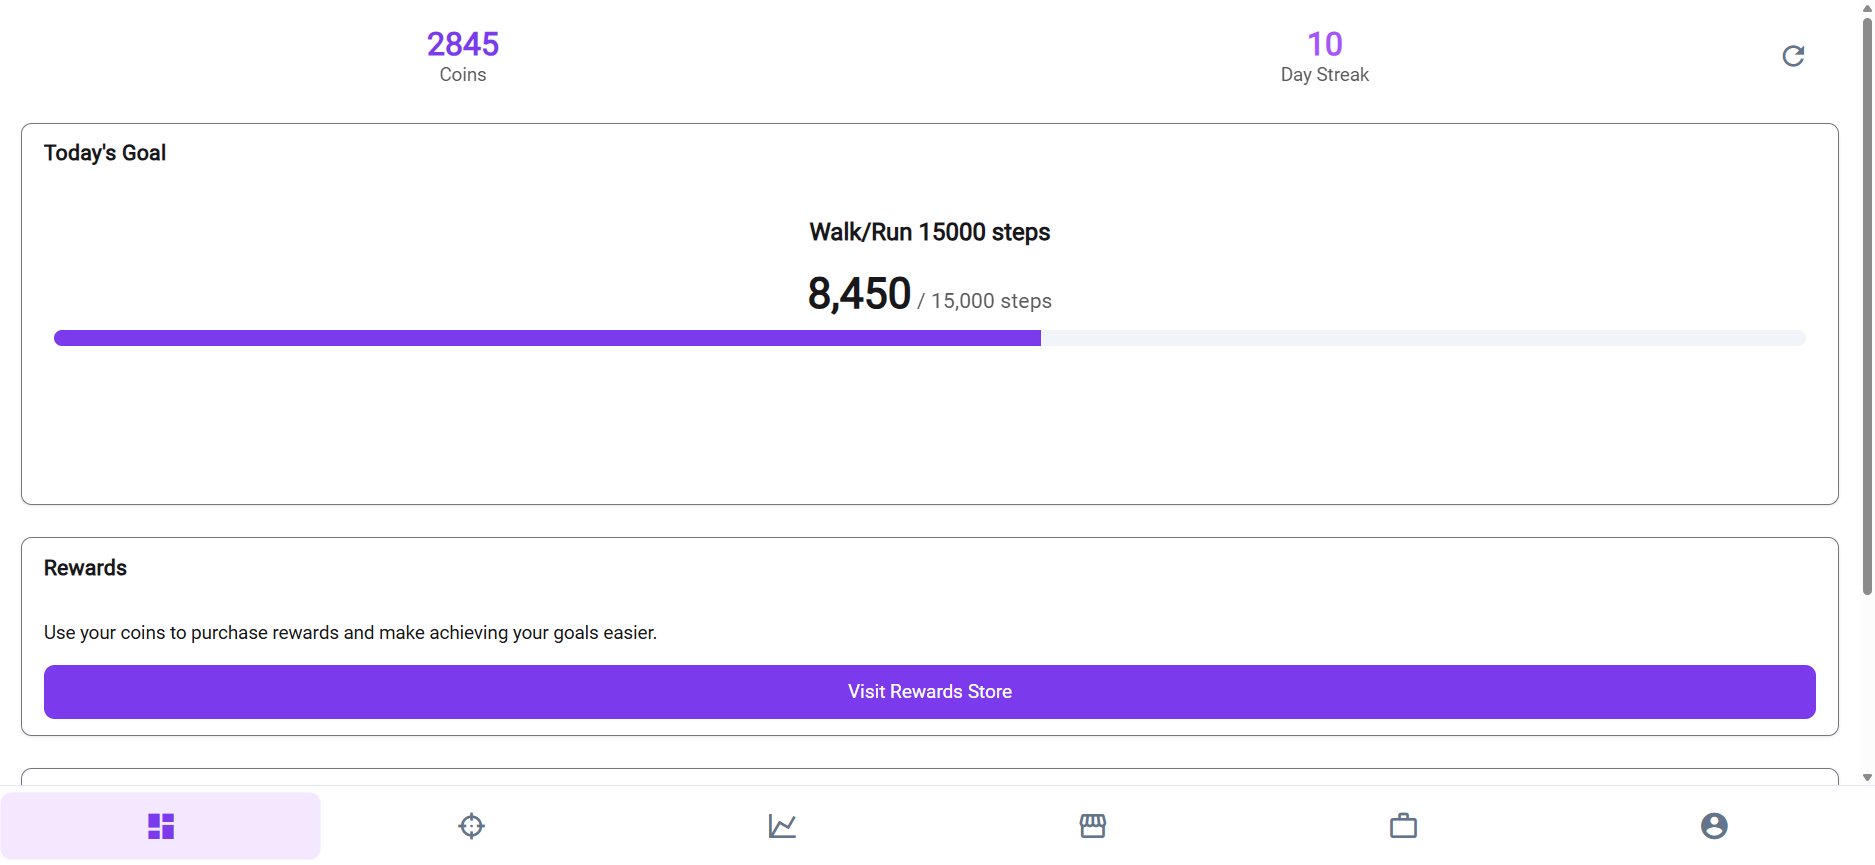 2845
Coins
10
Day Streak
Today's Goal
Walk/Run 15000 steps
8,450 / 15,000 steps
Rewards
Use your coins to purchase rewards and make achieving your goals easier.
Visit Rewards Store